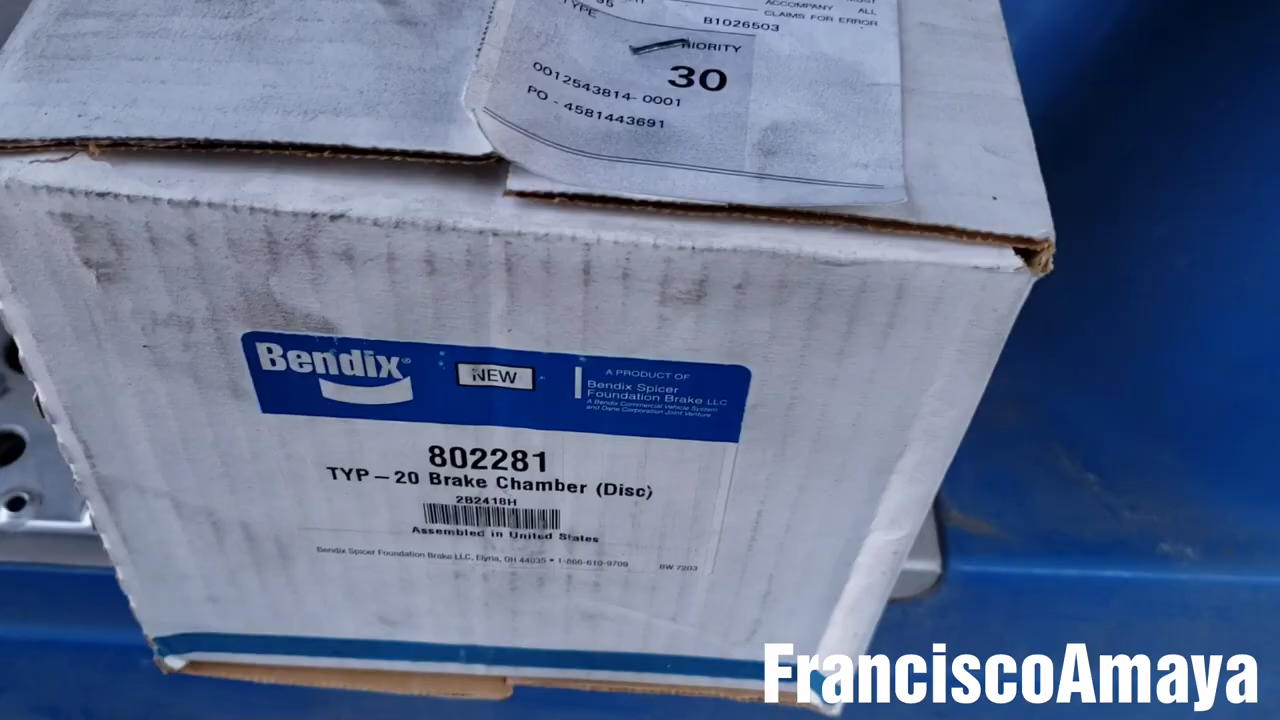 ACCOMPANY ALL
CLAIMS FOR ERROR
TYPE
B1026503
30
0012543814-0001
PO - 4581443691
Bendix®
NEW
A PRODUCT OF
Bendix Spicer
Foundation Brake LLC
A Bendix Commercial Vehicle System
and Dana Corporation Joint Venture
802281
TYP-20 Brake Chamber (Disc)
2B2418H
Assembled in United States
Bendix Spicer Foundation Brake LLC, Elyria, OH 44035 • 1-866-610-9709
BW 7203
FranciscoAmaya